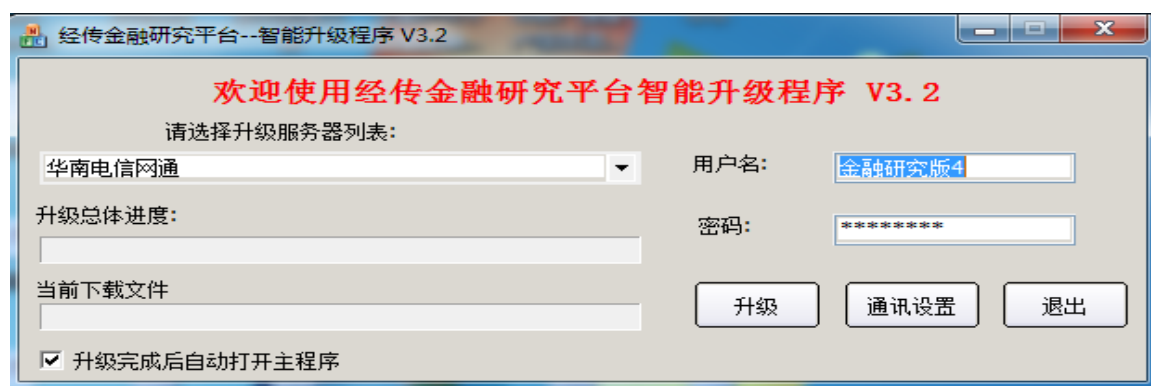 经传金融研究平台--智能升级程序 V3.2
欢迎使用经传金融研究平台智能升级程序 V3.2
请选择升级服务器列表:
华南电信网通
用户名:
金融研究版4
升级总体进度:
密码:
********
当前下载文件
升级
通讯设置
退出
升级完成后自动打开主程序